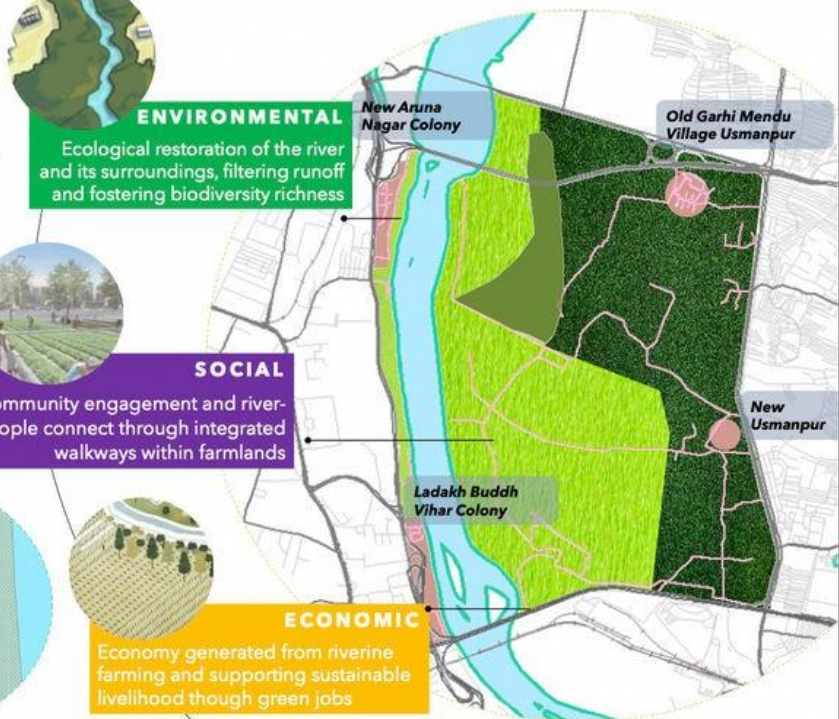 ENVIRONMENTAL
Ecological restoration of the river
and its surroundings, filtering runoff
and fostering biodiversity richness
SOCIAL
ommunity engagement and river-
ople connect through integrated
walkways within farmlands
ECONOMIC
Economy generated from riverine
farming and supporting sustainable
livelihood though green jobs
New Aruna
Nagar Colony
Old Garhi Mendu
Village Usmanpur
New
Usmanpur
Ladakh Buddh
Vihar Colony